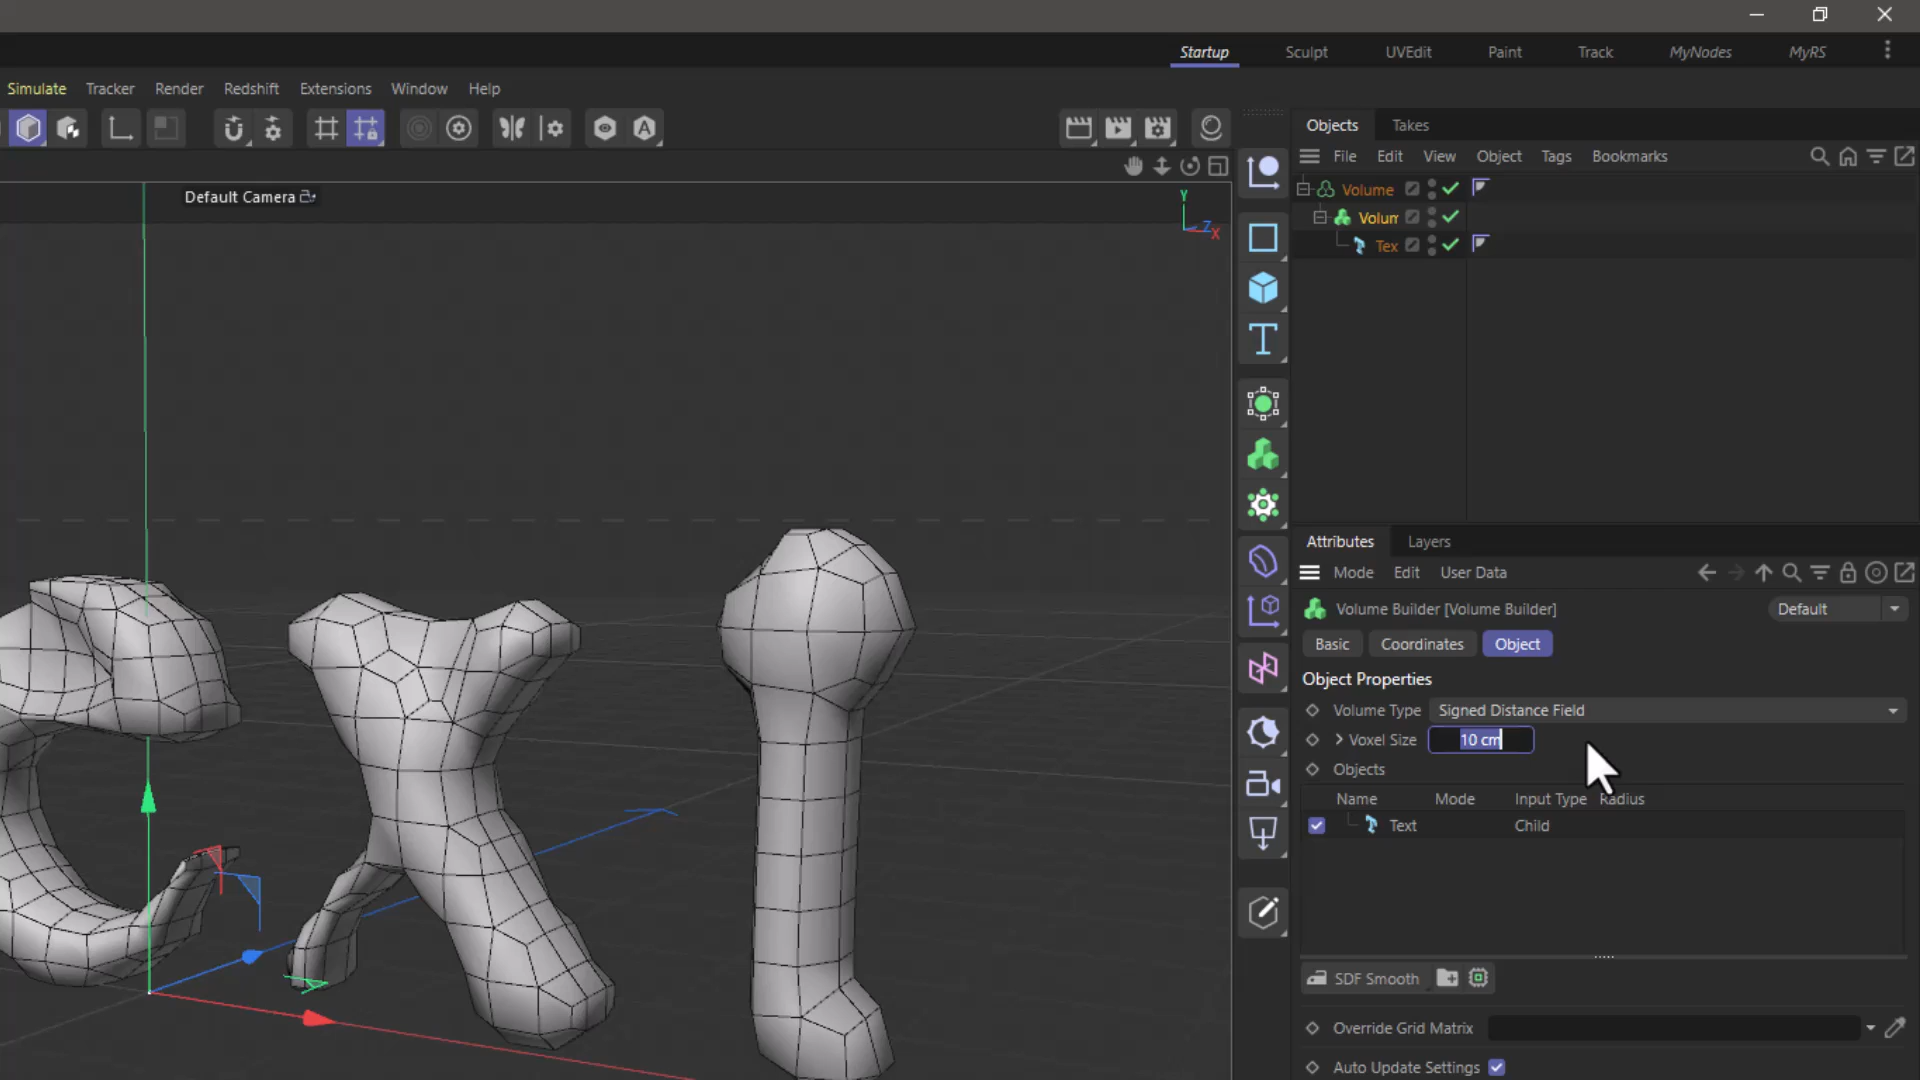 Startup Sculpt UVEdit Paint Track MyNodes MyRS
Simulate Tracker Render Redshift Extensions Window Help
Objects Takes
File Edit View Object Tags Bookmarks
Default Camera
Y
Z
X
Volume
Volum
Tex
Attributes Layers
Mode Edit User Data
Volume Builder [Volume Builder] Default
Basic Coordinates Object
Object Properties
Volume Type Signed Distance Field
Voxel Size 10 cm
Objects
Name Mode Input Type Radius
Text Child
SDF Smooth
Override Grid Matrix
Auto Update Settings